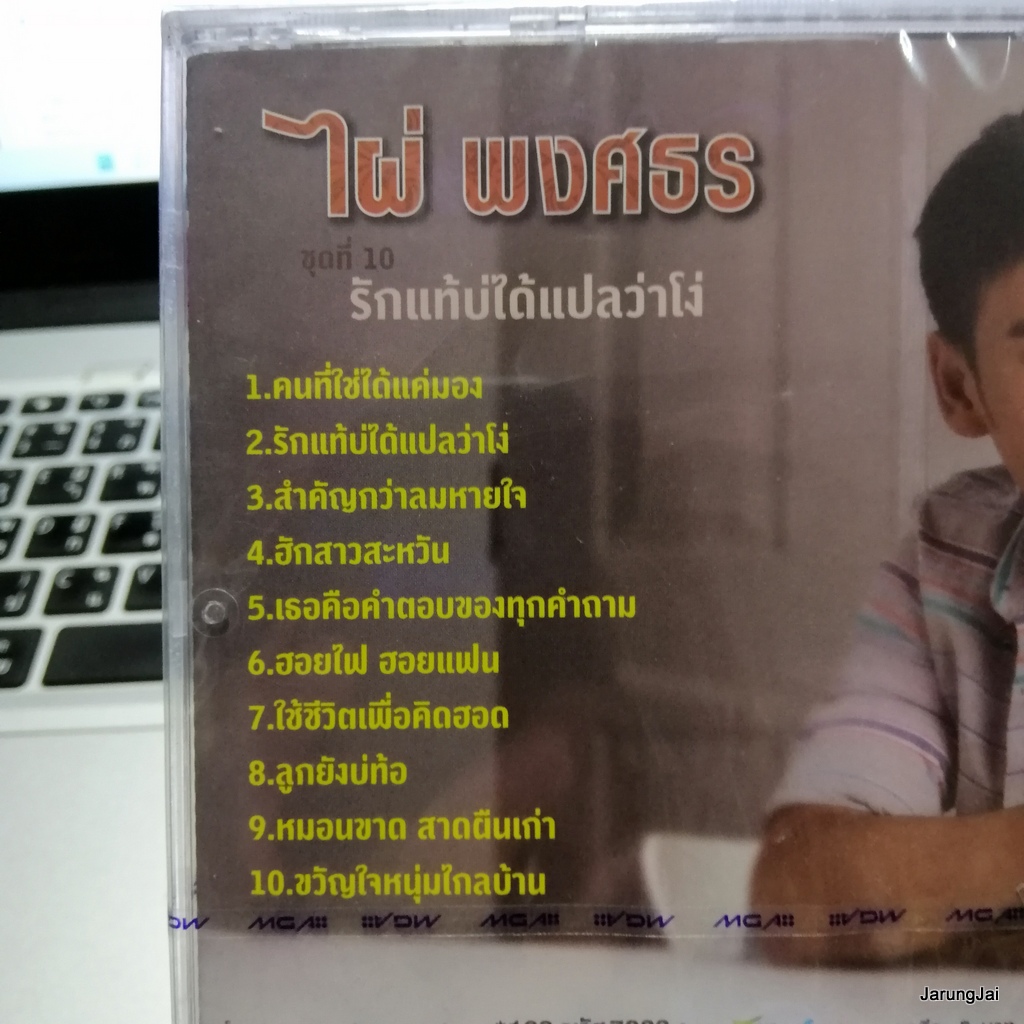 ไผ่ พงศธร
ชุดที่ 10
รักแท้บ่ได้แปลว่าโง่
1.คนที่ใช่ได้แค่มอง
2.รักแท้บ่ได้แปลว่าโง่
3.สำคัญกว่าลมหายใจ
4.ฮักสาวสะหวัน
5.เธอคือคำตอบของทุกคำถาม
6.ฮอยไฟ ฮอยแฟน
7.ใช้ชีวิตเพื่อคิดฮอด
8.ลูกยังบ่ท้อ
9.หมอนขาด สาดผืนเก่า
10.ขวัญใจหนุ่มไกลบ้าน
MGA MGA MGA
JarungJai